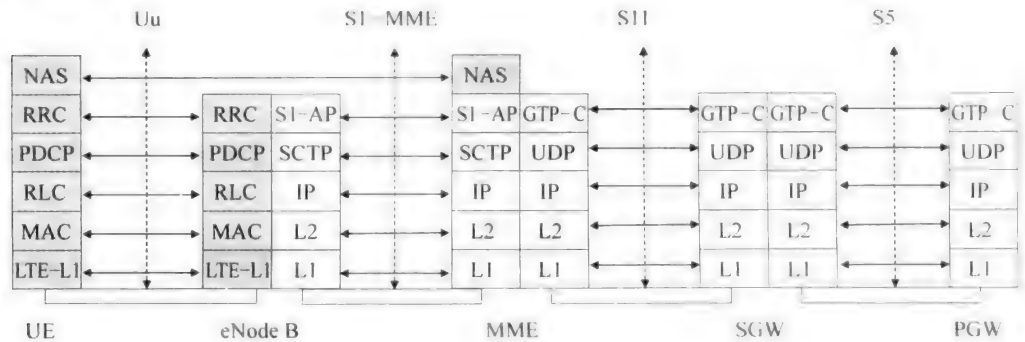 Uu S1-MME S11 S5
NAS NAS
RRC RRC S1-AP S1-AP GTP-C GTP-C GTP-C GTP-C
PDCP PDCP SCTP SCTP UDP UDP UDP UDP
RLC RLC IP IP IP IP IP IP
MAC MAC L2 L2 L2 L2 L2 L2
LTE-L1 LTE-L1 L1 L1 L1 L1 L1 L1
UE eNode B MME SGW PGW